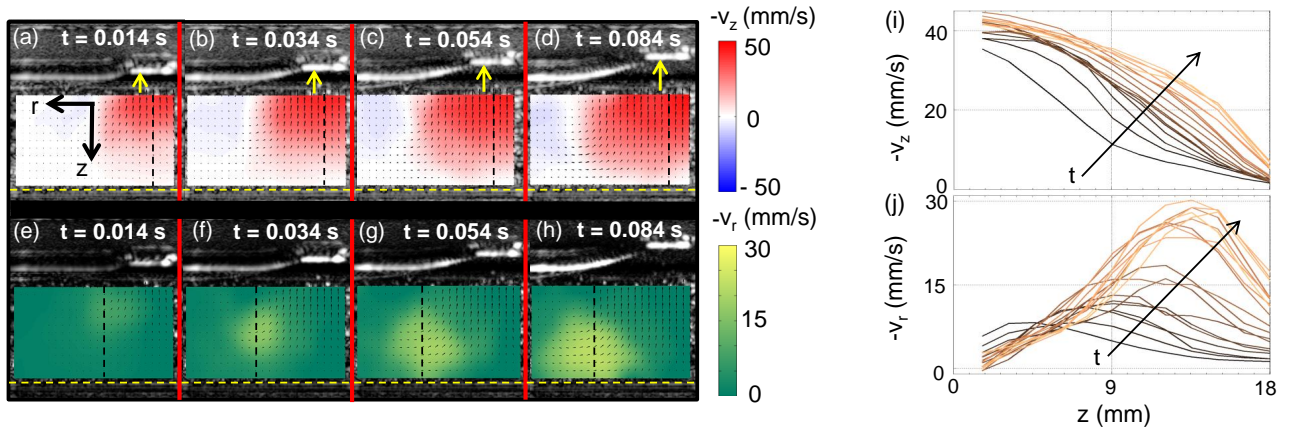 (a) t = 0.014 s
(b) t = 0.034 s
(c) t = 0.054 s
(d) t = 0.084 s
r
z
-v_z (mm/s)
50
0
- 50
(e) t = 0.014 s
(f) t = 0.034 s
(g) t = 0.054 s
(h) t = 0.084 s
-v_r (mm/s)
30
15
0
(i)
-v_z (mm/s)
40
20
0
t
(j)
-v_r (mm/s)
30
15
0
t
0 9 18
z (mm)